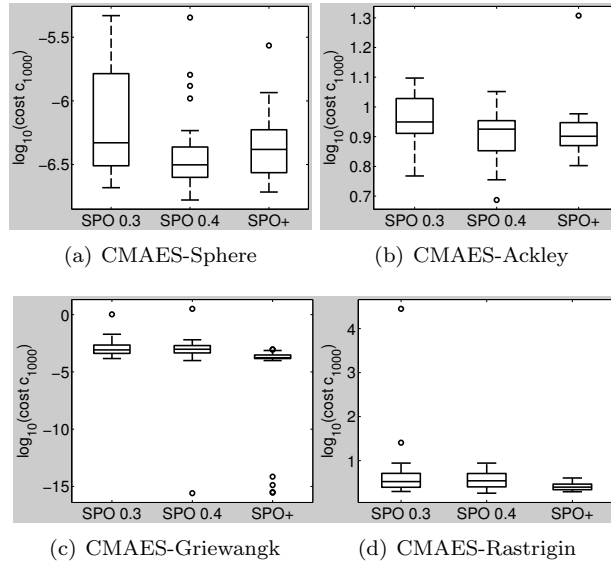 −5.5
−6
−6.5
log10(cost c1000)
SPO 0.3 SPO 0.4 SPO+
(a) CMAES-Sphere
1.3
1.2
1.1
1
0.9
0.8
0.7
log10(cost c1000)
SPO 0.3 SPO 0.4 SPO+
(b) CMAES-Ackley
0
−5
−10
−15
log10(cost c1000)
SPO 0.3 SPO 0.4 SPO+
(c) CMAES-Griewangk
4
3
2
1
log10(cost c1000)
SPO 0.3 SPO 0.4 SPO+
(d) CMAES-Rastrigin